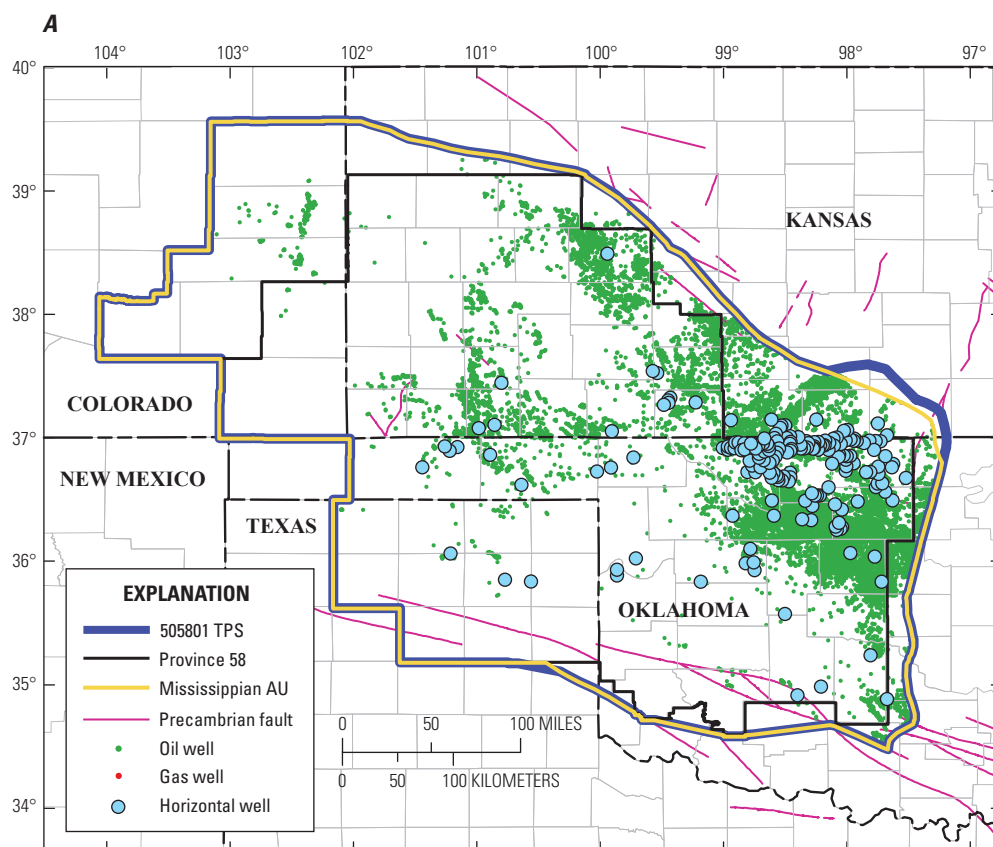 A
104° 103° 102° 101° 100° 99° 98° 97°
40°
39°
KANSAS
38°
COLORADO
37°
NEW MEXICO
TEXAS
36°
EXPLANATION
505801 TPS
Province 58
Mississippian AU
Precambrian fault
Oil well
Gas well
Horizontal well
OKLAHOMA
35°
0 50 100 MILES
0 50 100 KILOMETERS
34°